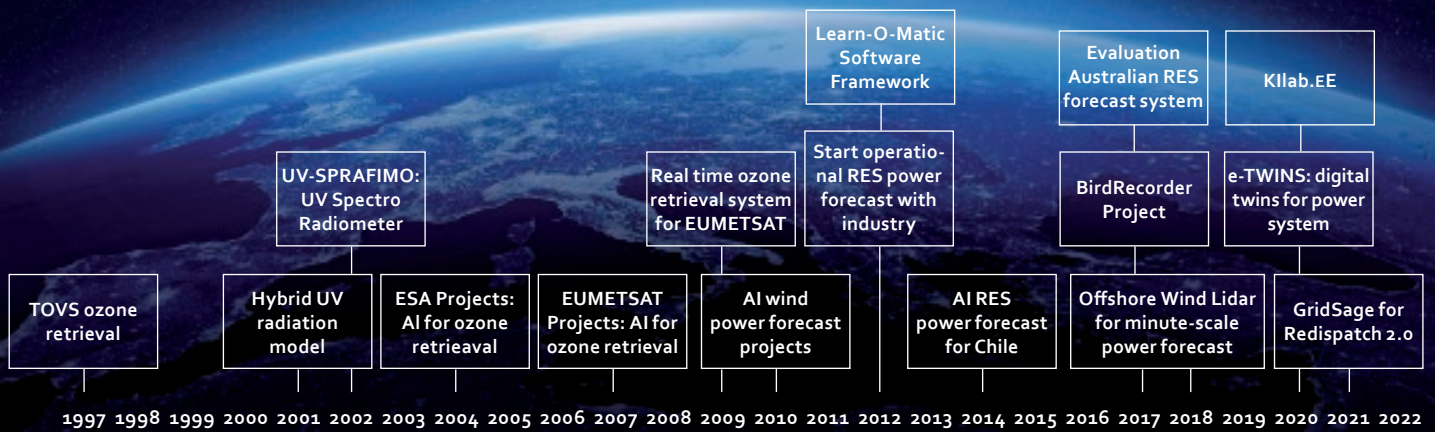 Learn-O-Matic
Software
Framework
Evaluation
Australian RES
forecast system
KIlab.EE
UV-SPRAFIMO:
UV Spectro
Radiometer
Real time ozone
retrieval system
for EUMETSAT
Start operatio-
nal RES power
forecast with
industry
BirdRecorder
Project
e-TWINS: digital
twins for power
system
TOVS ozone
retrieval
Hybrid UV
radiation
model
ESA Projects:
AI for ozone
retrieaval
EUMETSAT
Projects: AI for
ozone retrieval
AI wind
power forecast
projects
AI RES
power forecast
for Chile
Offshore Wind Lidar
for minute-scale
power forecast
GridSage for
Redispatch 2.0
1997 1998 1999 2000 2001 2002 2003 2004 2005 2006 2007 2008 2009 2010 2011 2012 2013 2014 2015 2016 2017 2018 2019 2020 2021 2022